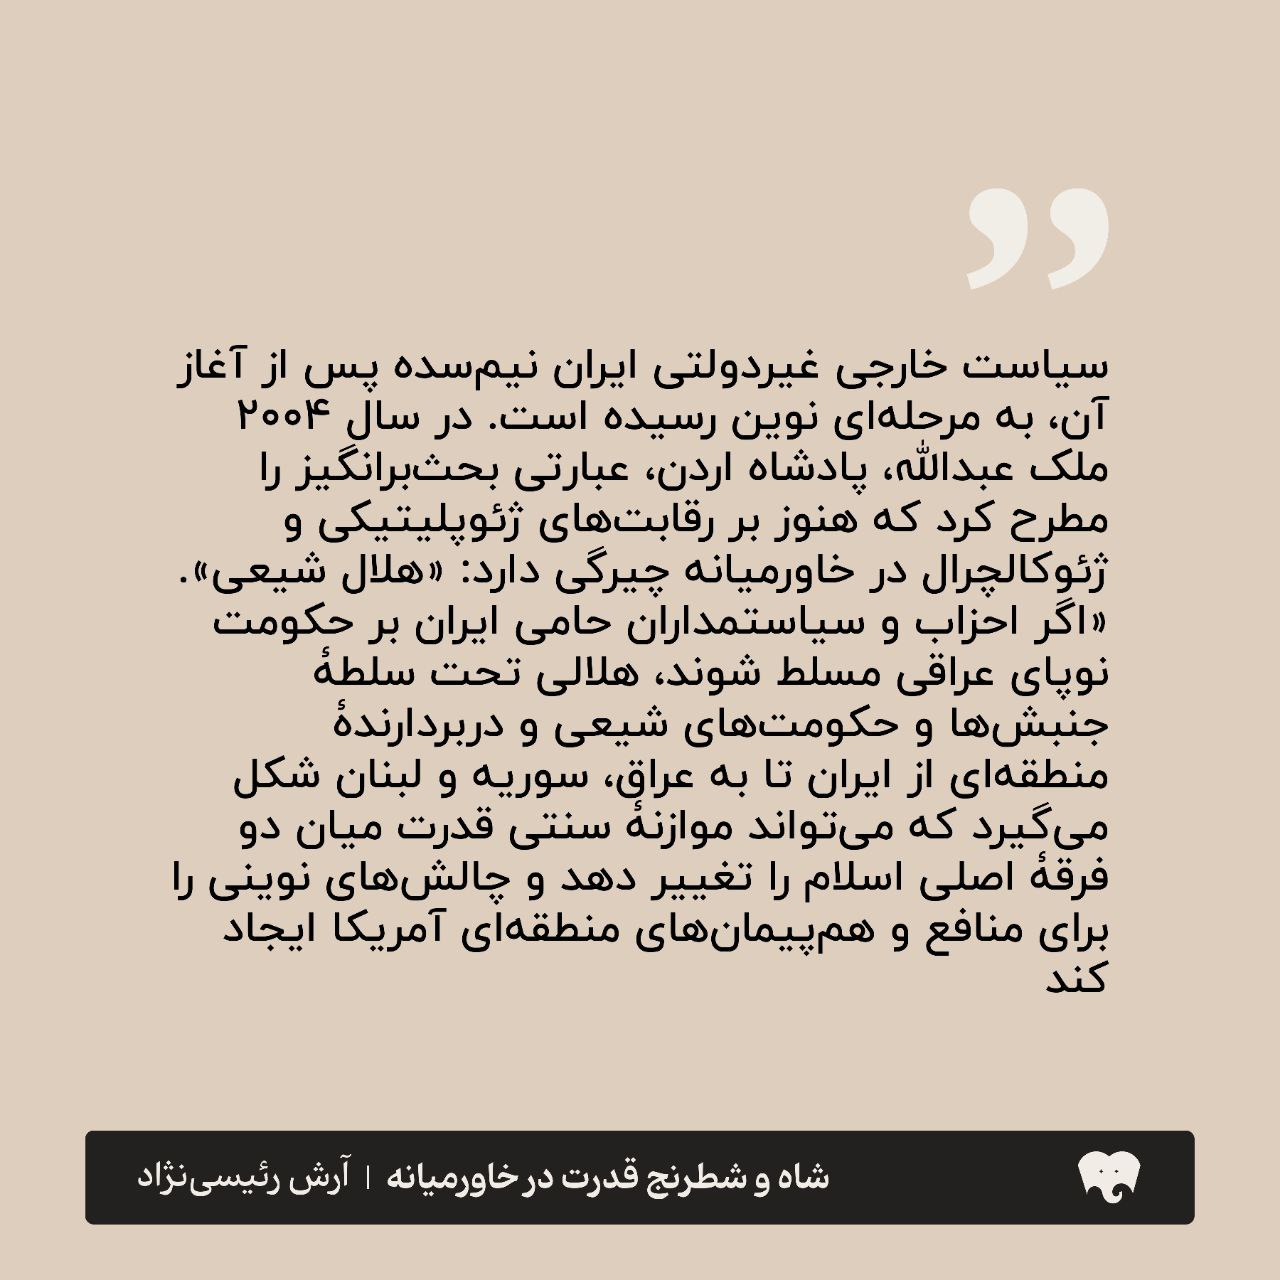 سیاست خارجی غیردولتی ایران نیم‌سده پس از آغاز
آن، به مرحله‌ای نوین رسیده است. در سال ۲۰۰۴
ملک عبدالله، پادشاه اردن، عبارتی بحث‌برانگیز را
مطرح کرد که هنوز بر رقابت‌های ژئوپلیتیکی و
ژئوکالچرال در خاورمیانه چیرگی دارد: «هلال شیعی».
«اگر احزاب و سیاستمداران حامی ایران بر حکومت
نوپای عراقی مسلط شوند، هلالی تحت سلطهٔ
جنبش‌ها و حکومت‌های شیعی و دربردارندهٔ
منطقه‌ای از ایران تا به عراق، سوریه و لبنان شکل
می‌گیرد که می‌تواند موازنهٔ سنتی قدرت میان دو
فرقهٔ اصلی اسلام را تغییر دهد و چالش‌های نوینی را
برای منافع و هم‌پیمان‌های منطقه‌ای آمریکا ایجاد
کند
شاه و شطرنج قدرت در خاورمیانه | آرش رئیسی‌نژاد